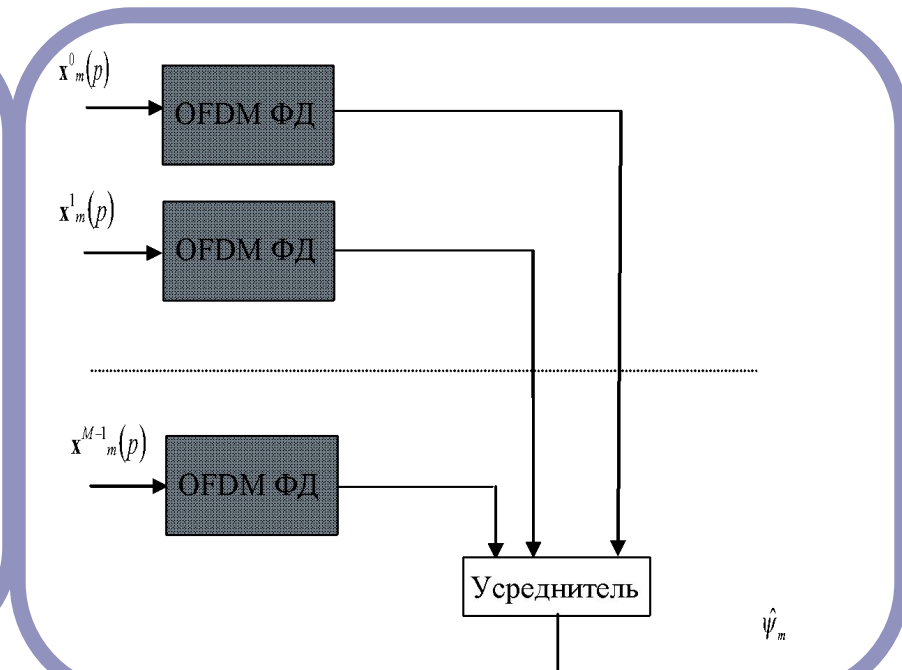 x⁰ₘ(p)
OFDM ФД
x¹ₘ(p)
OFDM ФД
x^{M-1}ₘ(p)
OFDM ФД
Усреднитель
ψ̂ₘ